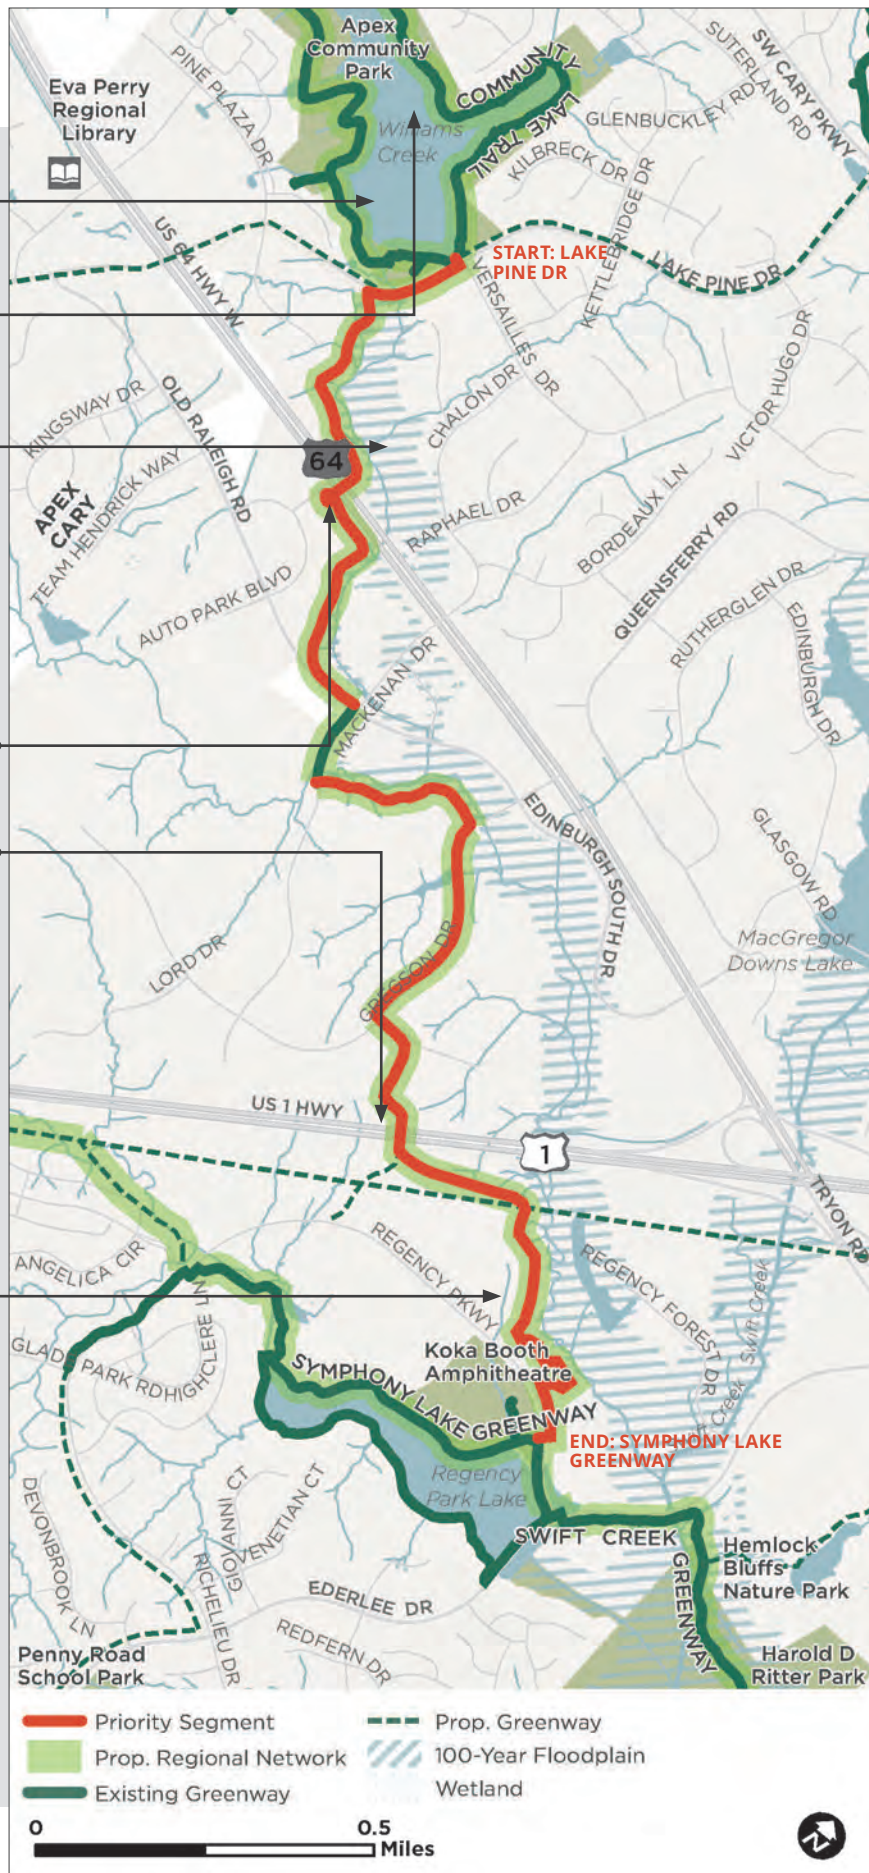 Apex
Community
Park
COMMUNITY
LAKE TRAIL
SW CARY PKWY
SUTERLAND RD
PINE PLAZA DR
Eva Perry
Regional
Library
Williams
Creek
GLENBUCKLEY RD
KILBRECK DR
KETTLEBRIDGE DR
US 64 HWY W
START: LAKE
PINE DR
LAKE PINE DR
VERSAILLES DR
CHALON DR
VICTOR HUGO DR
KINGSWAY DR
OLD RALEIGH RD
64
APEX
CARY
TEAM HENDRICK WAY
RAPHAEL DR
BORDEAUX LN
QUEENSFERRY RD
AUTO PARK BLVD
RUTHERGLEN DR
EDINBURGH DR
MACKENAN DR
EDINBURGH SOUTH DR
GLASGOW RD
MacGregor
Downs Lake
LORD DR
GREGSON DR
US 1 HWY
1
TRYON RD
ANGELICA CIR
REGENCY PKWY
REGENCY FOREST DR
Swift Creek
HIGHCLERE LN
PARK RD
Koka Booth
Amphitheatre
SYMPHONY LAKE GREENWAY
END: SYMPHONY LAKE
GREENWAY
Regency
Park Lake
DEVONBROOK LN
GIOIANNI CT
VENETIAN CT
RICHELIEU DR
SWIFT CREEK
GREENWAY
Hemlock
Bluffs
Nature Park
EDERLEE DR
REDFERN DR
Penny Road
School Park
Harold D
Ritter Park
Priority Segment
Prop. Regional Network
Existing Greenway
Prop. Greenway
100-Year Floodplain
Wetland
0
0.5
Miles
N